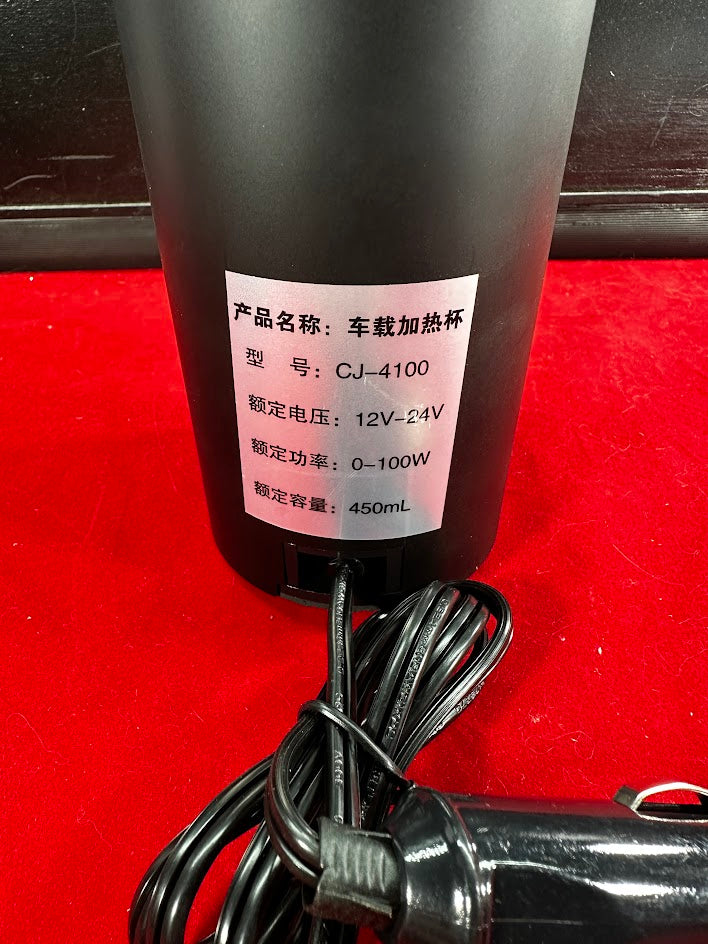 产品名称：车载加热杯
型　号：CJ-4100
额定电压：12V-24V
额定功率：0-100W
额定容量：450mL